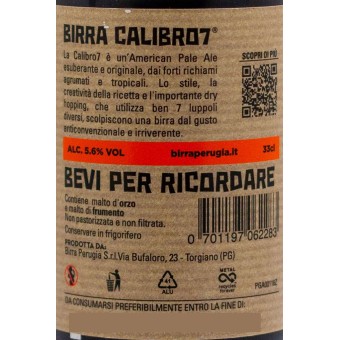 BIRRA CALIBRO7®
La Calibro7 è un'American Pale Ale
esuberante e originale, dai forti richiami
agrumati e tropicali. Lo stile, la
creatività della ricetta e l'importante dry
hopping, che utilizza ben 7 luppoli
diversi, scolpiscono una birra dal gusto
anticonvenzionale e irriverente.
SCOPRI DI PIÙ
ALC. 5.6% VOL birraperugia.it 33cl
BEVI PER RICORDARE
Contiene malto d'orzo
e malto di frumento
Non pastorizzata e non filtrata.
Conservare in frigorifero
PRODOTTA DA:
Birra Perugia S.r.l.Via Bufaloro, 23 - Torgiano (PG)
0 701197 062283
41
ALU
METAL
recycles
forever
DA CONSUMARSI PREFERIBILMENTE ENTRO LA FINE DI: